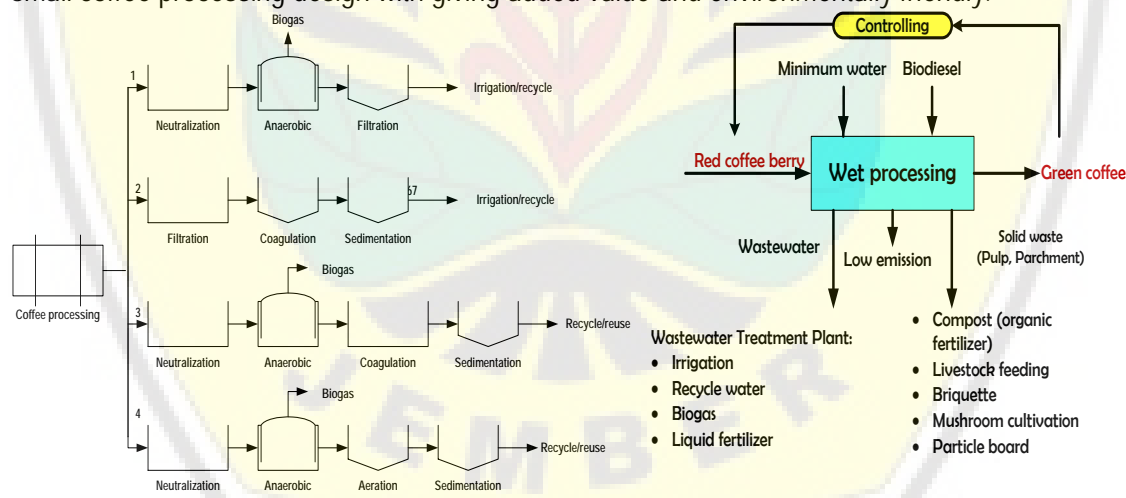 small coffee processing design with giving added value and environmentally friendly.
Biogas
1
Irrigation/recycle
Neutralization
Anaerobic
Filtration
2
67
Irrigation/recycle
Filtration
Coagulation
Sedimentation
Coffee processing
Biogas
3
Recycle/reuse
Neutralization
Anaerobic
Coagulation
Sedimentation
Biogas
4
Recycle/reuse
Neutralization
Anaerobic
Aeration
Sedimentation
Controlling
Minimum water
Biodiesel
Red coffee berry
Wet processing
Green coffee
Wastewater
Low emission
Solid waste
(Pulp, Parchment)
Wastewater Treatment Plant:
• Irrigation
• Recycle water
• Biogas
• Liquid fertilizer
• Compost (organic
fertilizer)
• Livestock feeding
• Briquette
• Mushroom cultivation
• Particle board
JEMBER